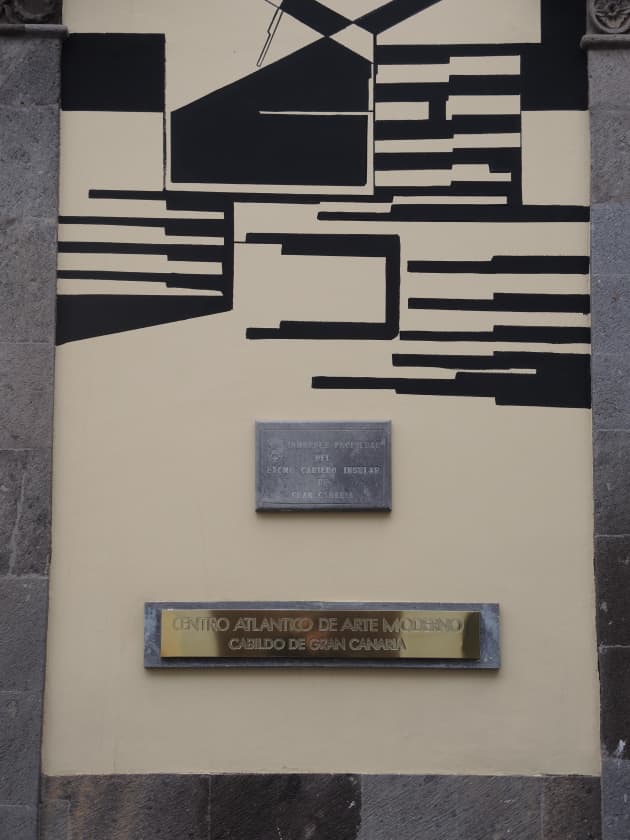 INMUEBLE PROPIEDAD
DEL
EXCMO. CABILDO INSULAR
DE
GRAN CANARIA
CENTRO ATLANTICO DE ARTE MODERNO
CABILDO DE GRAN CANARIA